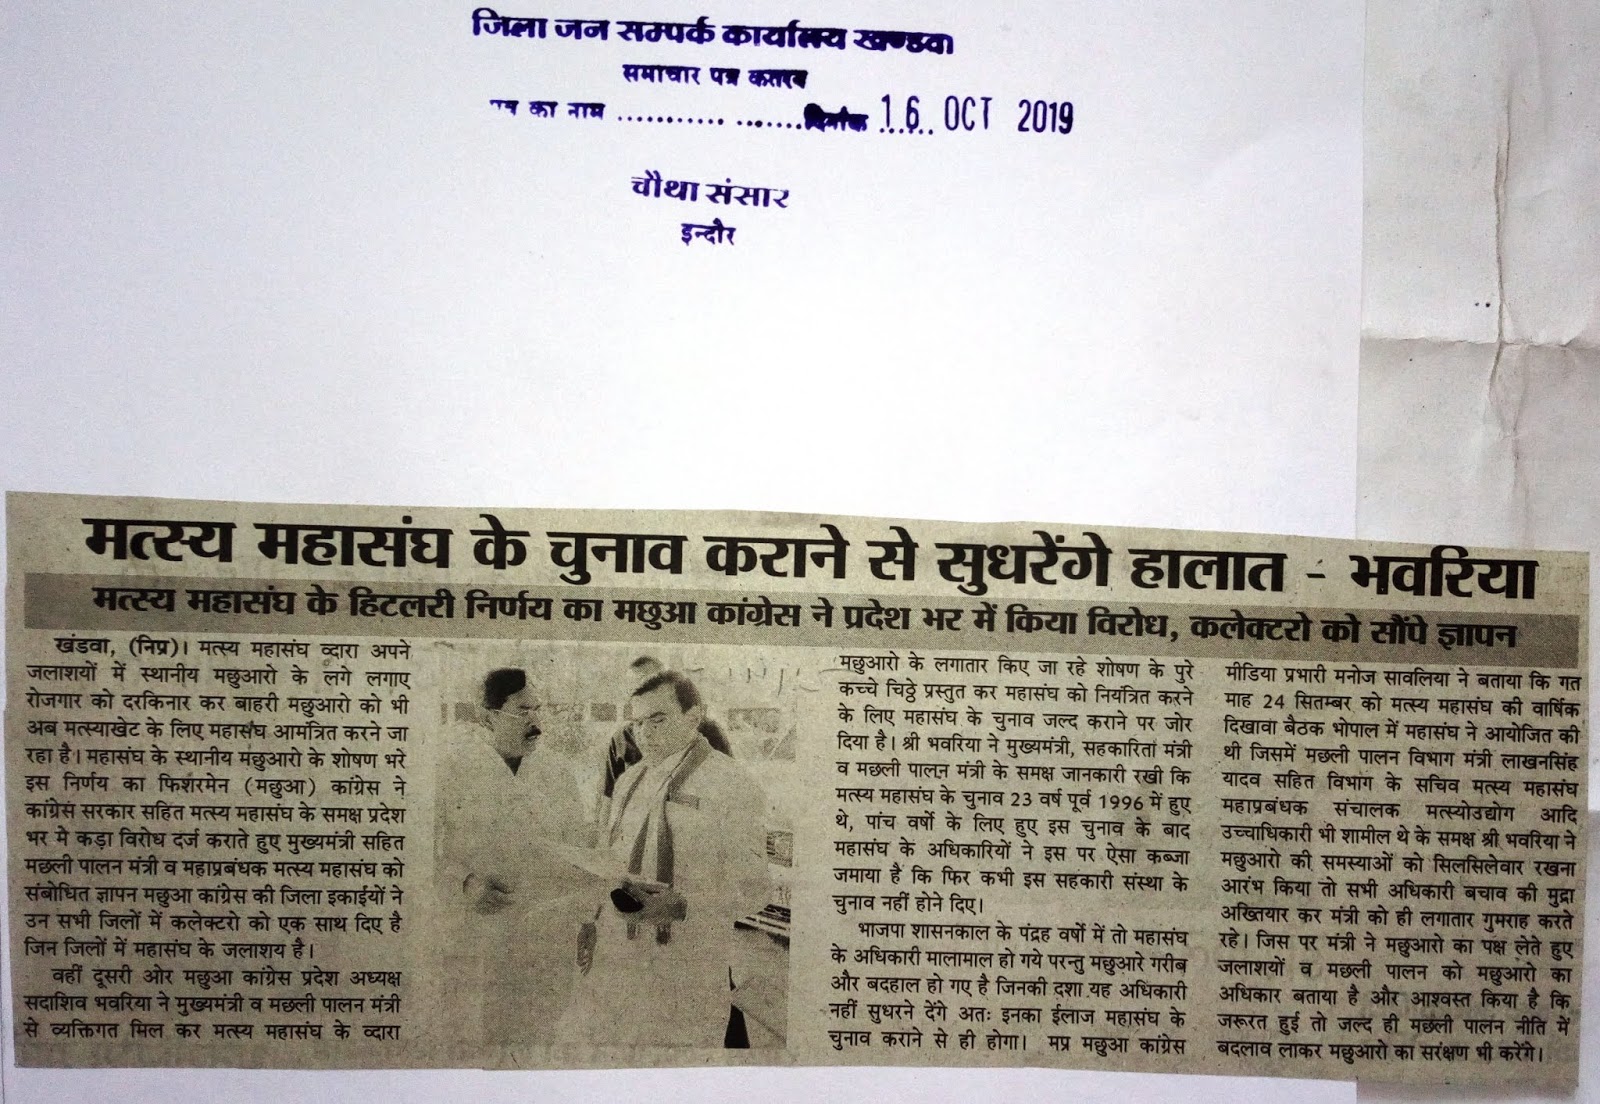 जिला जन सम्पर्क कार्यालय खण्डवा
समाचार पत्र कतरन
का नाम ........... .......दिनांक 16 OCT 2019
चौथा संसार
इन्दौर
मत्स्य महासंघ के चुनाव कराने से सुधरेंगे हालात - भवरिया
मत्स्य महासंघ के हिटलरी निर्णय का मछुआ कांग्रेस ने प्रदेश भर में किया विरोध, कलेक्टरो को सौंपे ज्ञापन
खंडवा, (निप्र)। मत्स्य महासंघ व्दारा अपने
जलाशयों में स्थानीय मछुआरो के लगे लगाए
रोजगार को दरकिनार कर बाहरी मछुआरो को भी
अब मत्स्याखेट के लिए महासंघ आमंत्रित करने जा
रहा है। महासंघ के स्थानीय मछुआरो के शोषण भरे
इस निर्णय का फिशरमेन (मछुआ) कांग्रेस ने
कांग्रेस सरकार सहित मत्स्य महासंघ के समक्ष प्रदेश
भर मे कड़ा विरोध दर्ज कराते हुए मुख्यमंत्री सहित
मछली पालन मंत्री व महाप्रबंधक मत्स्य महासंघ को
संबोधित ज्ञापन मछुआ कांग्रेस की जिला इकाईयों ने
उन सभी जिलों में कलेक्टरो को एक साथ दिए है
जिन जिलों में महासंघ के जलाशय है।
वहीं दूसरी ओर मछुआ कांग्रेस प्रदेश अध्यक्ष
सदाशिव भवरिया ने मुख्यमंत्री व मछली पालन मंत्री
से व्यक्तिगत मिल कर मत्स्य महासंघ के व्दारा
मछुआरो के लगातार किए जा रहे शोषण के पुरे
कच्चे चिठ्ठे प्रस्तुत कर महासंघ को नियंत्रित करने
के लिए महासंघ के चुनाव जल्द कराने पर जोर
दिया है। श्री भवरिया ने मुख्यमंत्री, सहकारिता मंत्री
व मछली पालन मंत्री के समक्ष जानकारी रखी कि
मत्स्य महासंघ के चुनाव 23 वर्ष पूर्व 1996 में हुए
थे, पांच वर्षो के लिए हुए इस चुनाव के बाद
महासंघ के अधिकारियों ने इस पर ऐसा कब्जा
जमाया है कि फिर कभी इस सहकारी संस्था के
चुनाव नहीं होने दिए।
भाजपा शासनकाल के पंद्रह वर्षो में तो महासंघ
के अधिकारी मालामाल हो गये परन्तु मछुआरे गरीब
और बदहाल हो गए है जिनकी दशा यह अधिकारी
नहीं सुधरने देंगे अतः इनका ईलाज महासंघ के
चुनाव कराने से ही होगा। मप्र मछुआ कांग्रेस
मीडिया प्रभारी मनोज सावलिया ने बताया कि गत
माह 24 सितम्बर को मत्स्य महासंघ की वार्षिक
दिखावा बैठक भोपाल में महासंघ ने आयोजित की
थी जिसमें मछली पालन विभाग मंत्री लाखनसिंह
यादव सहित विभाग के सचिव मत्स्य महासंघ
महाप्रबंधक संचालक मत्स्योउद्योग आदि
उच्चाधिकारी भी शामील थे के समक्ष श्री भवरिया ने
मछुआरो की समस्याओं को सिलसिलेवार रखना
आरंभ किया तो सभी अधिकारी बचाव की मुद्रा
अख्तियार कर मंत्री को ही लगातार गुमराह करते
रहे। जिस पर मंत्री ने मछुआरो का पक्ष लेते हुए
जलाशयों व मछली पालन को मछुआरो का
अधिकार बताया है और आश्वस्त किया है कि
जरूरत हुई तो जल्द ही मछली पालन नीति में
बदलाव लाकर मछुआरो का सरंक्षण भी करेंगे।